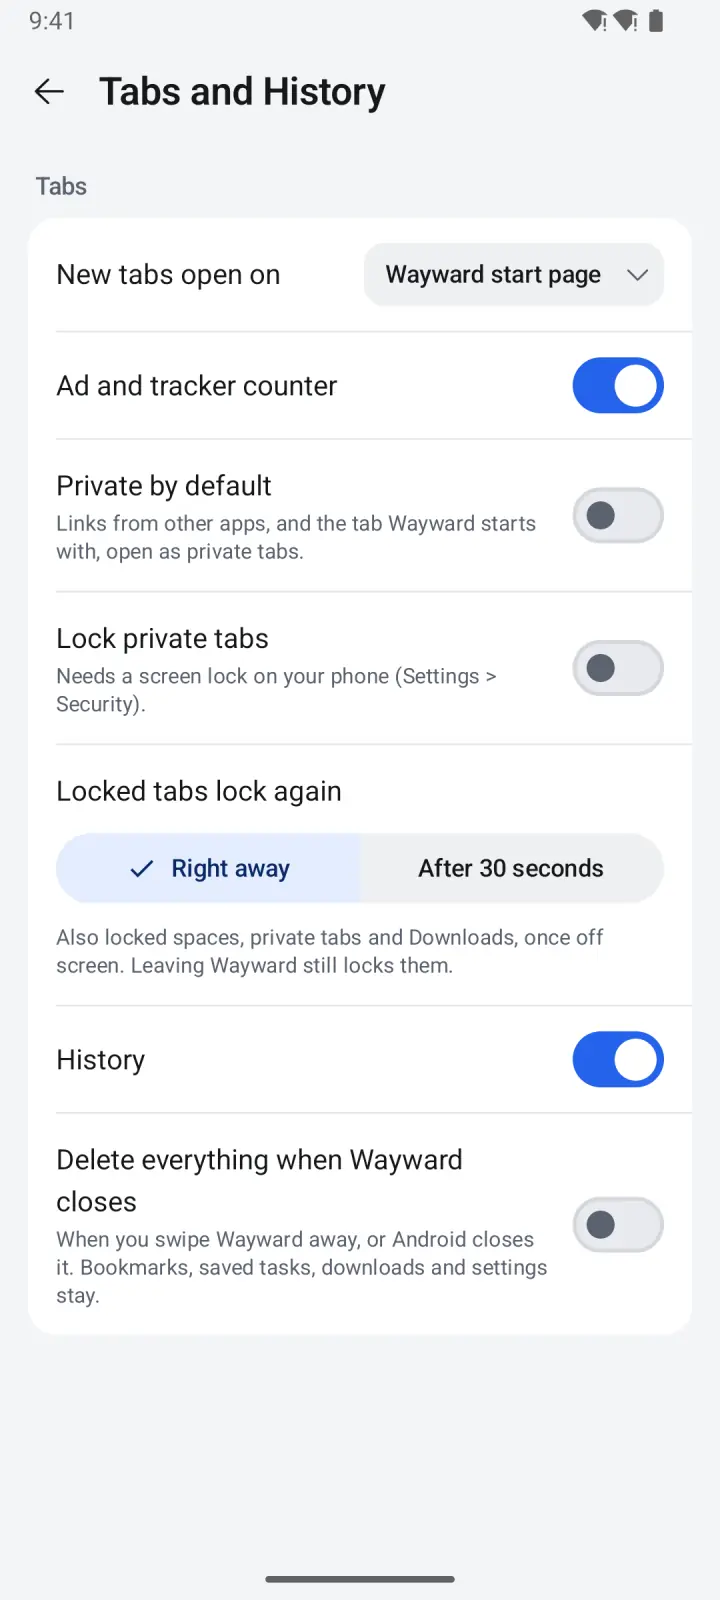 9:41
Tabs and History
Tabs
New tabs open on
Wayward start page
Ad and tracker counter
Private by default
Links from other apps, and the tab Wayward starts
with, open as private tabs.
Lock private tabs
Needs a screen lock on your phone (Settings >
Security).
Locked tabs lock again
Right away
After 30 seconds
Also locked spaces, private tabs and Downloads, once off
screen. Leaving Wayward still locks them.
History
Delete everything when Wayward
closes
When you swipe Wayward away, or Android closes
it. Bookmarks, saved tasks, downloads and settings
stay.